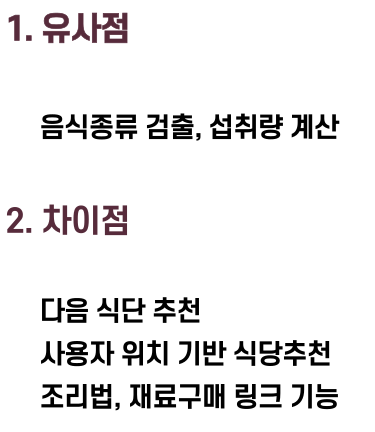 1. 유사점
음식종류 검출, 섭취량 계산
2. 차이점
다음 식단 추천
사용자 위치 기반 식당추천
조리법, 재료구매 링크 기능